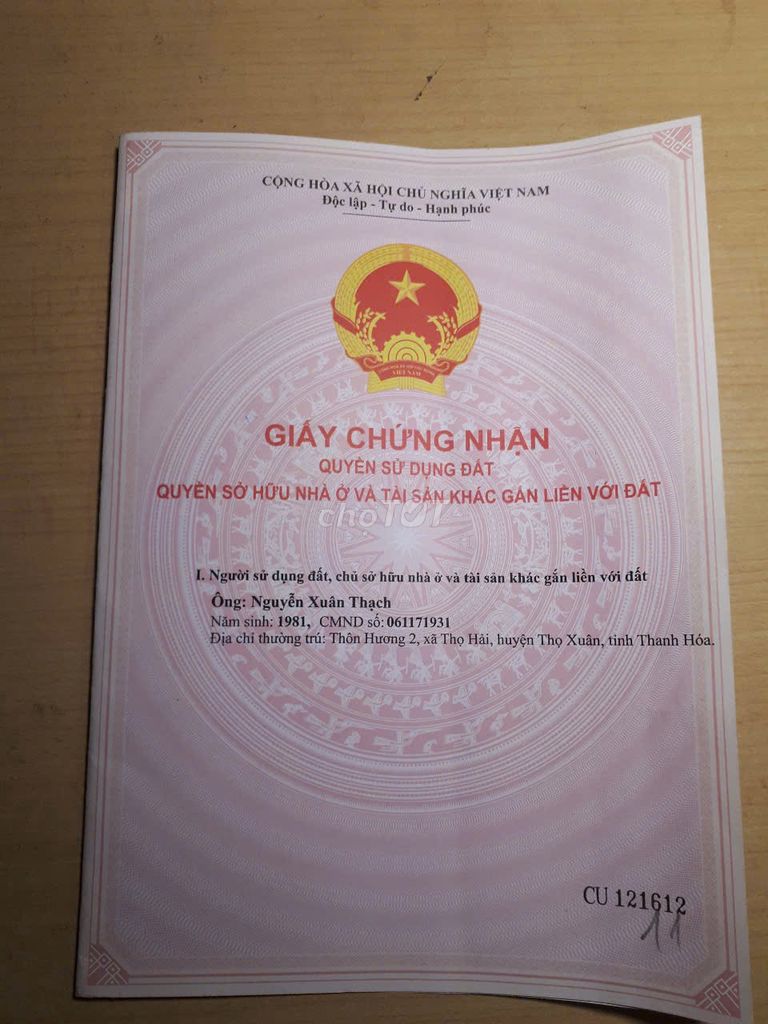 CỘNG HÒA XÃ HỘI CHỦ NGHĨA VIỆT NAM
Độc lập - Tự do - Hạnh phúc
VIỆT NAM
GIẤY CHỨNG NHẬN
QUYỀN SỬ DỤNG ĐẤT
QUYỀN SỞ HỮU NHÀ Ở VÀ TÀI SẢN KHÁC GẮN LIỀN VỚI ĐẤT
choTỐT
I. Người sử dụng đất, chủ sở hữu nhà ở và tài sản khác gắn liền với đất
Ông: Nguyễn Xuân Thạch
Năm sinh: 1981, CMND số: 061171931
Địa chỉ thường trú: Thôn Hương 2, xã Thọ Hải, huyện Thọ Xuân, tỉnh Thanh Hóa.
CU 121612
11